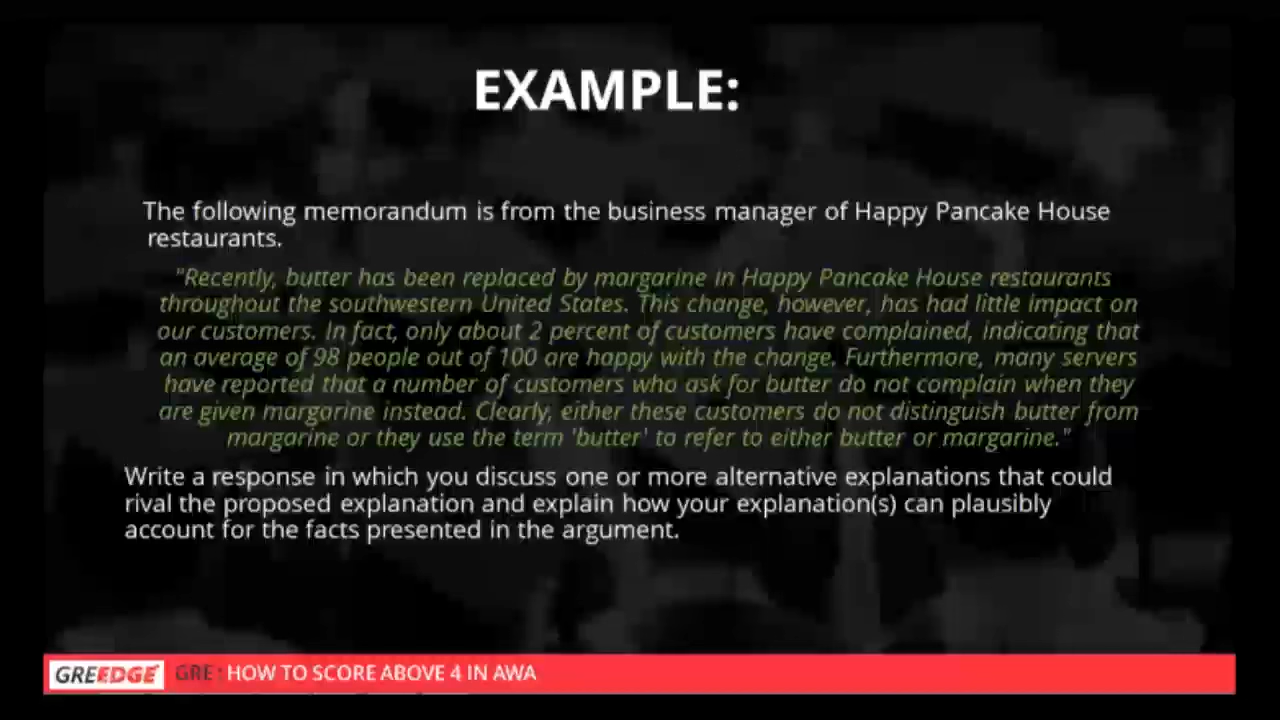 EXAMPLE:
The following memorandum is from the business manager of Happy Pancake House
restaurants.
"Recently, butter has been replaced by margarine in Happy Pancake House restaurants
throughout the southwestern United States. This change, however, has had little impact on
our customers. In fact, only about 2 percent of customers have complained, indicating that
an average of 98 people out of 100 are happy with the change. Furthermore, many servers
have reported that a number of customers who ask for butter do not complain when they
are given margarine instead. Clearly, either these customers do not distinguish butter from
margarine or they use the term 'butter' to refer to either butter or margarine."
Write a response in which you discuss one or more alternative explanations that could
rival the proposed explanation and explain how your explanation(s) can plausibly
account for the facts presented in the argument.
GREEDGE GRE : HOW TO SCORE ABOVE 4 IN AWA